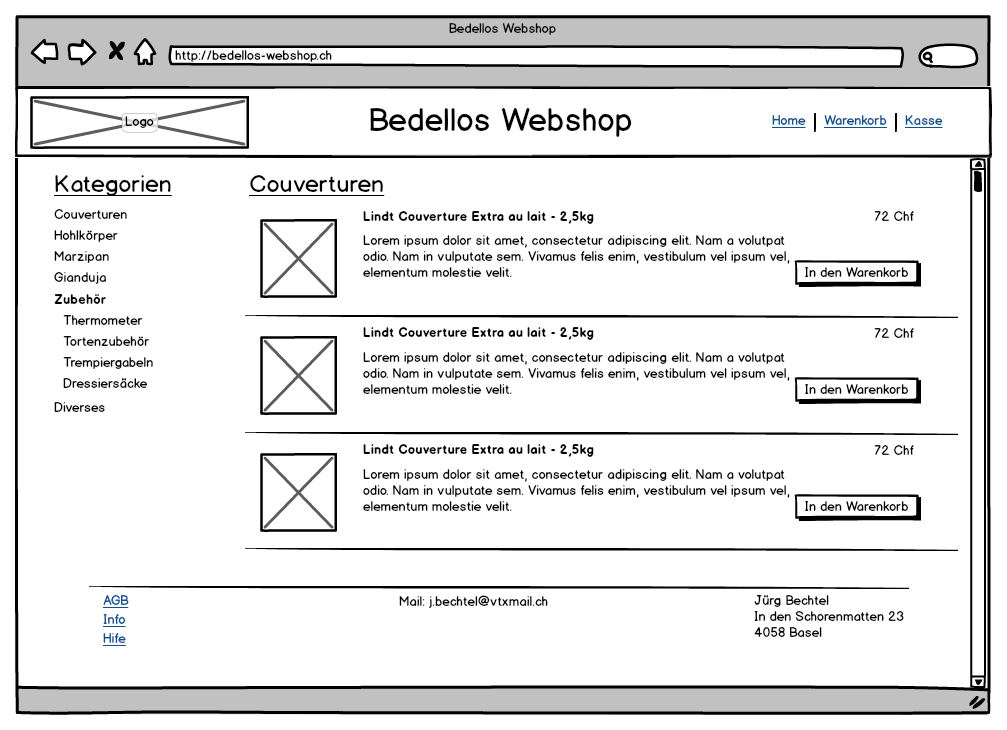 Bedellos Webshop
http://bedellos-webshop.ch
Logo
Bedellos Webshop
Home | Warenkorb | Kasse
Kategorien
Couverturen
Hohlkörper
Marzipan
Gianduja
Zubehör
Thermometer
Tortenzubehör
Trempiergabeln
Dressiersäcke
Diverses
Couverturen
Lindt Couverture Extra au lait - 2,5kg
72 Chf
Lorem ipsum dolor sit amet, consectetur adipiscing elit. Nam a volutpat
odio. Nam in vulputate sem. Vivamus felis enim, vestibulum vel ipsum vel,
elementum molestie velit.
In den Warenkorb
Lindt Couverture Extra au lait - 2,5kg
72 Chf
Lorem ipsum dolor sit amet, consectetur adipiscing elit. Nam a volutpat
odio. Nam in vulputate sem. Vivamus felis enim, vestibulum vel ipsum vel,
elementum molestie velit.
In den Warenkorb
Lindt Couverture Extra au lait - 2,5kg
72 Chf
Lorem ipsum dolor sit amet, consectetur adipiscing elit. Nam a volutpat
odio. Nam in vulputate sem. Vivamus felis enim, vestibulum vel ipsum vel,
elementum molestie velit.
In den Warenkorb
AGB
Info
Hife
Mail: j.bechtel@vtxmail.ch
Jürg Bechtel
In den Schorenmatten 23
4058 Basel